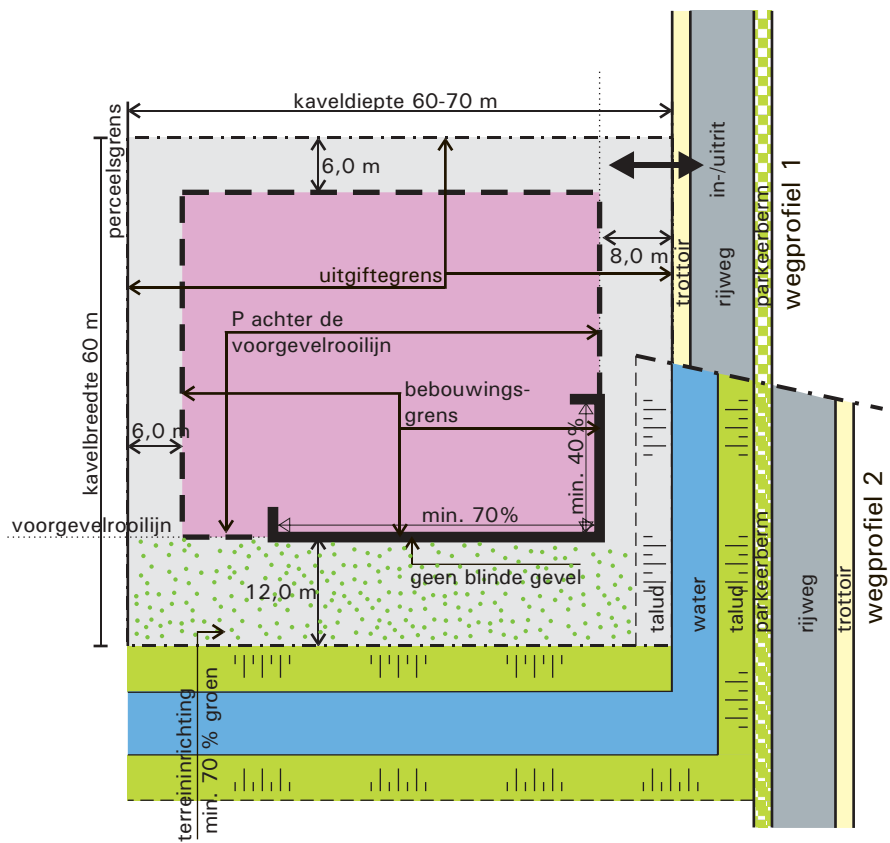 kaveldiepte 60-70 m
perceelsgrens
6,0 m
in-/uitrit
wegprofiel 1
parkeerberm
8,0 m
trottoir
rijweg
uitgiftegrens
P achter de
voorgevelrooilijn
kavelbreedte 60 m
bebouwings-
grens
6,0 m
min. 40%
min. 70%
voorgevelrooilijn
geen blinde gevel
12,0 m
talud
water
talud
parkeerberm
rijweg
trottoir
wegprofiel 2
terreininrichting
min. 70 % groen